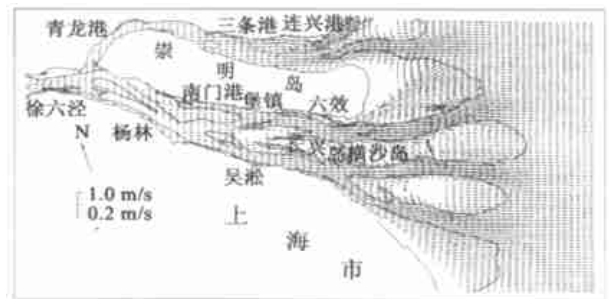 青龙港
三条港 连兴港
崇
明
岛
南门港
堡镇
六效
徐六泾
杨林
长兴岛
横沙岛
吴淞
N
1.0 m/s
0.2 m/s
上
海
市